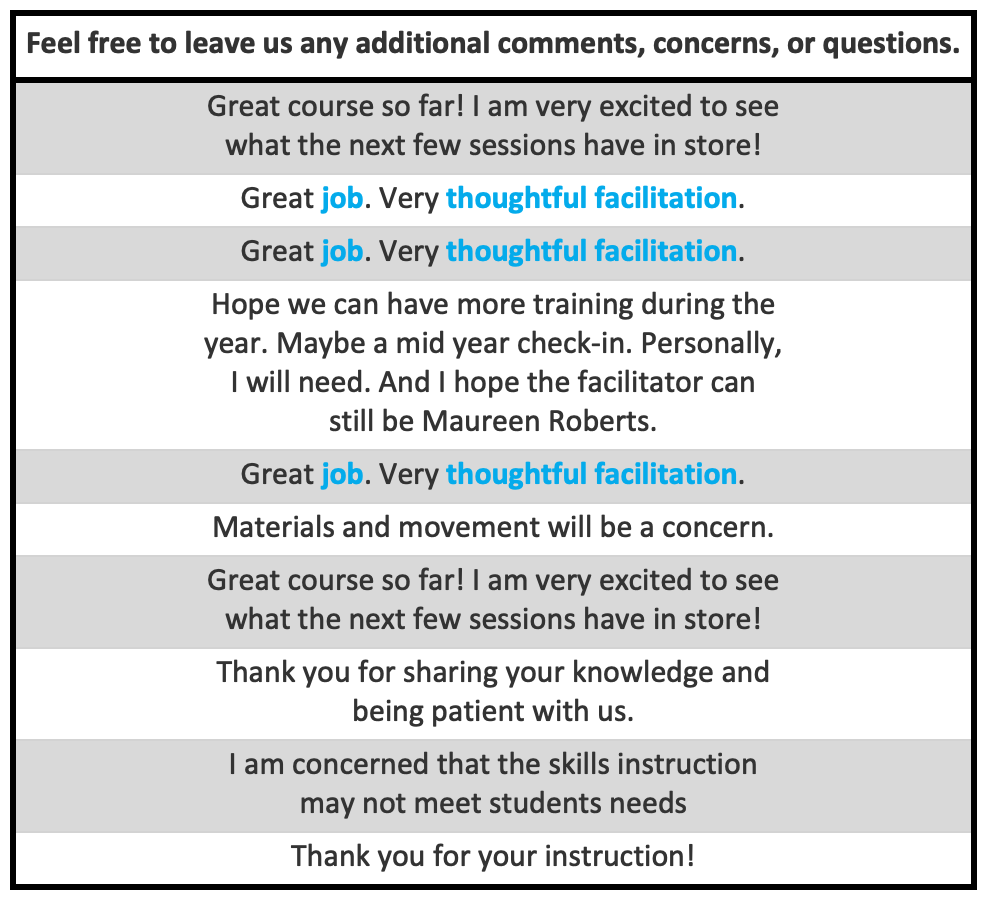 Feel free to leave us any additional comments, concerns, or questions.
Great course so far! I am very excited to see
what the next few sessions have in store!
Great job. Very thoughtful facilitation.
Great job. Very thoughtful facilitation.
Hope we can have more training during the
year. Maybe a mid year check-in. Personally,
I will need. And I hope the facilitator can
still be Maureen Roberts.
Great job. Very thoughtful facilitation.
Materials and movement will be a concern.
Great course so far! I am very excited to see
what the next few sessions have in store!
Thank you for sharing your knowledge and
being patient with us.
I am concerned that the skills instruction
may not meet students needs
Thank you for your instruction!